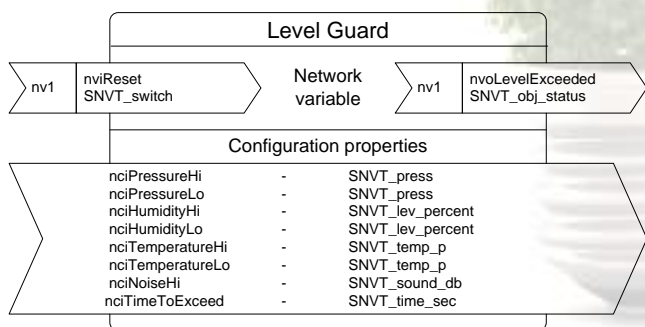 Level Guard
nv1
nviReset
SNVT_switch
Network
variable
nv1
nvoLevelExceeded
SNVT_obj_status
Configuration properties
nciPressureHi - SNVT_press
nciPressureLo - SNVT_press
nciHumidityHi - SNVT_lev_percent
nciHumidityLo - SNVT_lev_percent
nciTemperatureHi - SNVT_temp_p
nciTemperatureLo - SNVT_temp_p
nciNoiseHi - SNVT_sound_db
nciTimeToExceed - SNVT_time_sec